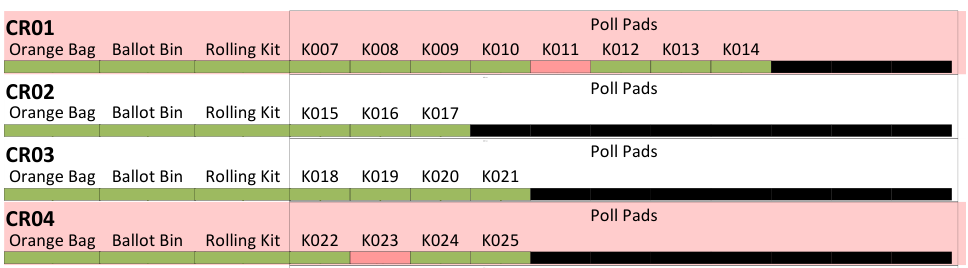 Poll Pads
CR01
Orange Bag Ballot Bin Rolling Kit K007 K008 K009 K010 K011 K012 K013 K014
Poll Pads
CR02
Orange Bag Ballot Bin Rolling Kit K015 K016 K017
Poll Pads
CR03
Orange Bag Ballot Bin Rolling Kit K018 K019 K020 K021
Poll Pads
CR04
Orange Bag Ballot Bin Rolling Kit K022 K023 K024 K025